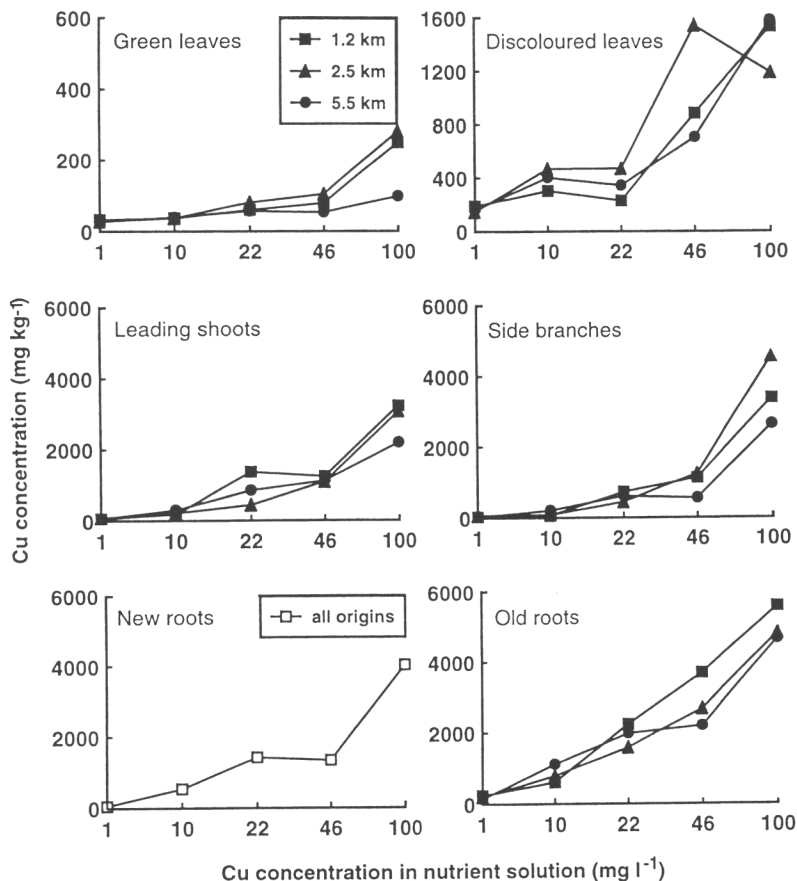 Green leaves
1.2 km
2.5 km
5.5 km
600
400
200
0
1 10 22 46 100
Discoloured leaves
1600
1200
800
400
0
1 10 22 46 100
Cu concentration (mg kg-1)
Leading shoots
6000
4000
2000
0
1 10 22 46 100
Side branches
6000
4000
2000
0
1 10 22 46 100
New roots
all origins
6000
4000
2000
0
1 10 22 46 100
Old roots
6000
4000
2000
0
1 10 22 46 100
Cu concentration in nutrient solution (mg l-1)